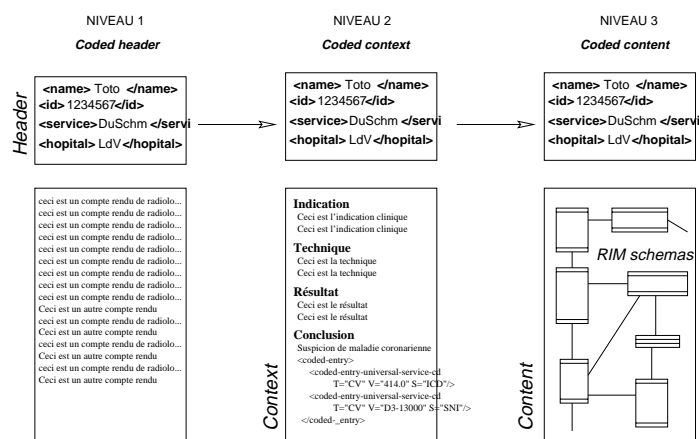 NIVEAU 1
NIVEAU 2
NIVEAU 3
Coded header
Coded context
Coded content
Header
<name> Toto </name>
<id> 1234567</id>
<service>DuSchm </servi
<hopital> LdV </hopital>
<name> Toto </name>
<id> 1234567</id>
<service>DuSchm </servi
<hopital> LdV </hopital>
<name> Toto </name>
<id> 1234567</id>
<service>DuSchm </servi
<hopital> LdV </hopital>
ceci est un compte rendu de radiolo...
ceci est un compte rendu de radiolo...
ceci est un compte rendu de radiolo...
ceci est un compte rendu de radiolo...
ceci est un compte rendu de radiolo...
ceci est un compte rendu de radiolo...
ceci est un compte rendu de radiolo...
ceci est un compte rendu de radiolo...
ceci est un compte rendu de radiolo...
Ceci est un autre compte rendu
ceci est un compte rendu de radiolo...
Ceci est un autre compte rendu
ceci est un compte rendu de radiolo...
Ceci est un autre compte rendu
ceci est un compte rendu de radiolo...
Ceci est un autre compte rendu
Context
Indication
Ceci est l'indication clinique
Ceci est l'indication clinique
Technique
Ceci est la technique
Ceci est la technique
Résultat
Ceci est le résultat
Ceci est le résultat
Conclusion
Suspicion de maladie coronarienne
<coded-entry>
<coded-entry-universal-service-cd
T="CV" V="414.0" S="ICD"/>
<coded-entry-universal-service-cd
T="CV" V="D3-13000" S="SNI"/>
</coded-_entry>
Content
RIM schemas